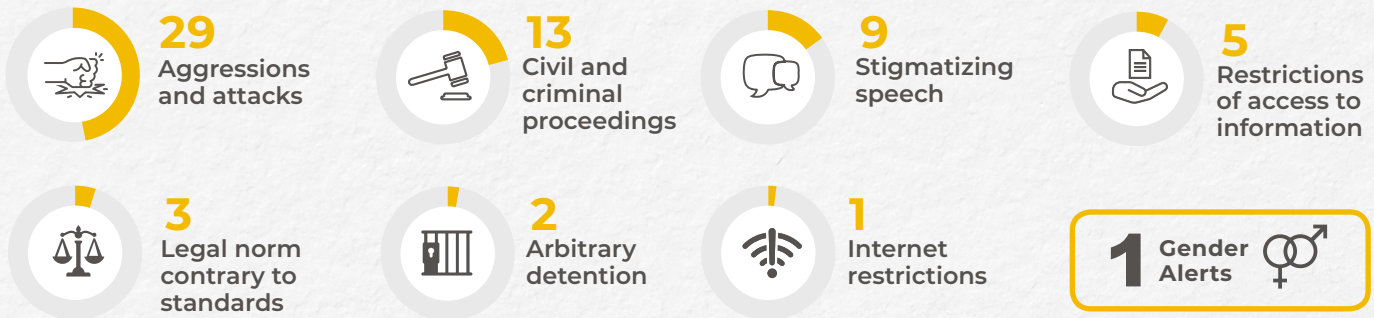 29
Aggressions
and attacks
13
Civil and
criminal
proceedings
9
Stigmatizing
speech
5
Restrictions
of access to
information
3
Legal norm
contrary to
standards
2
Arbitrary
detention
1
Internet
restrictions
1
Gender
Alerts